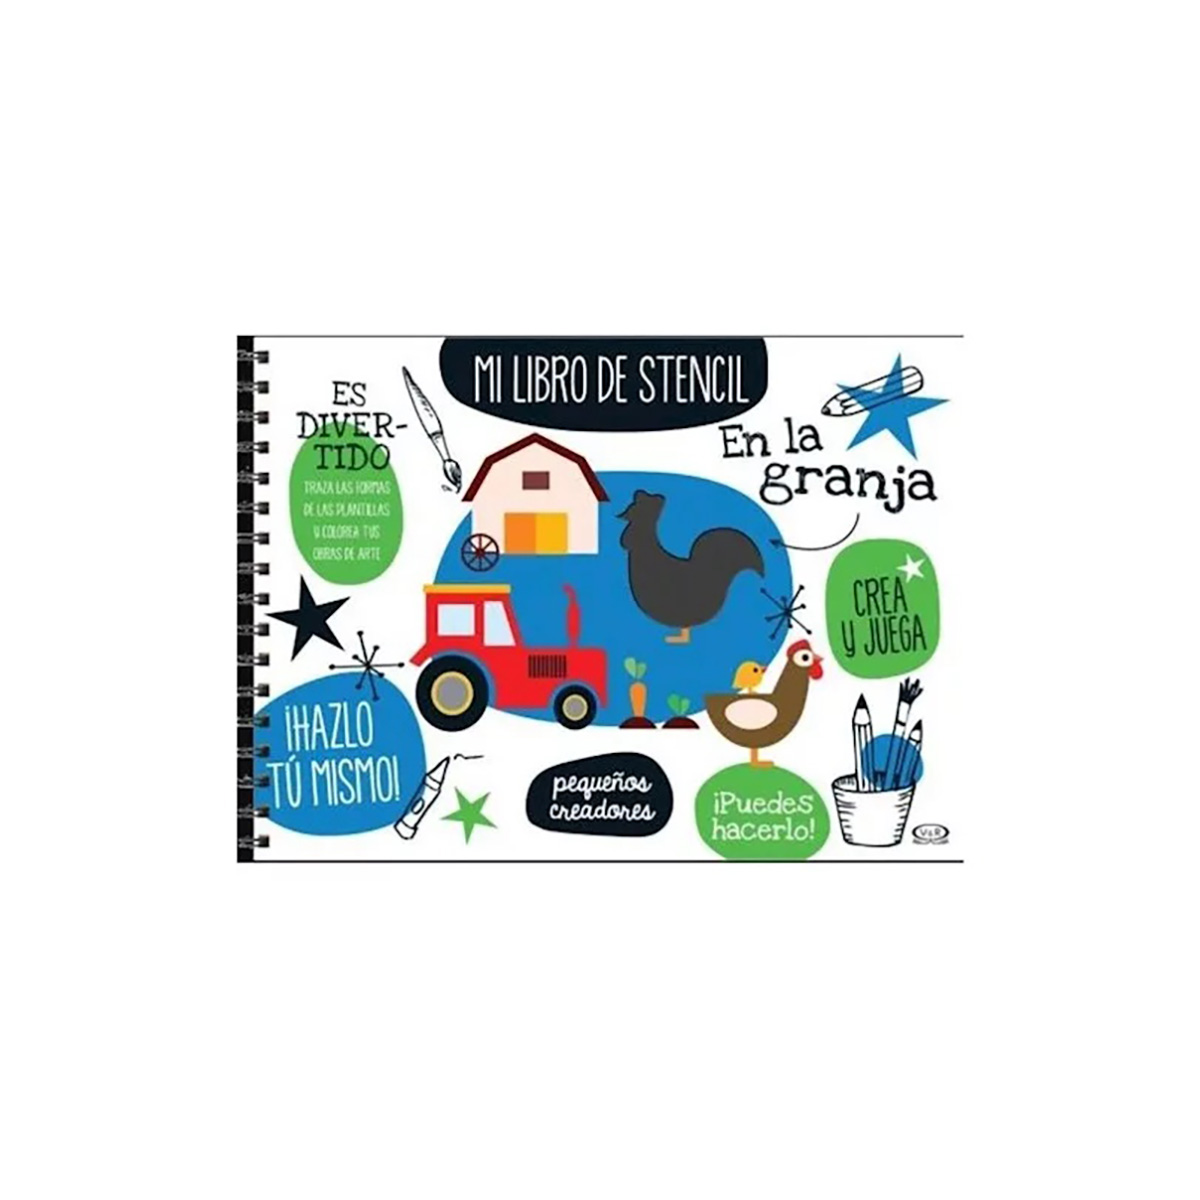 MI LIBRO DE STENCIL
ES
DIVER-
TIDO
TRAZA LAS FORMAS
DE LAS PLANTILLAS
Y COLOREA TUS
OBRAS DE ARTE
En la
granja
CREA
Y JUEGA
¡HAZLO
TÚ MISMO!
pequeños
creadores
¡Puedes
hacerlo!
V&R